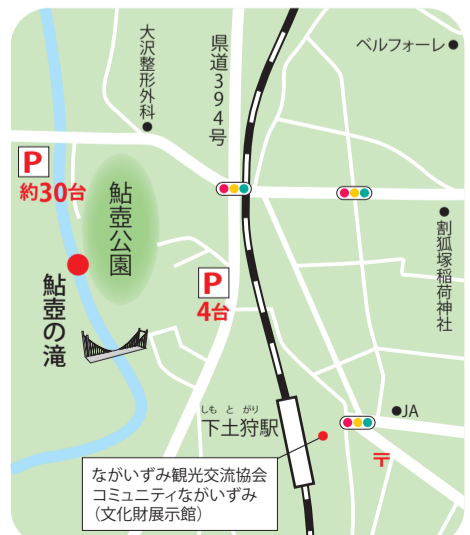 大沢整形外科
県道394号
ベルフォーレ
P
約30台
鮎壺公園
割狐塚稲荷神社
鮎壺の滝
P
4台
しもとがり
下土狩駅
JA
〒
ながいずみ観光交流協会
コミュニティながいずみ
（文化財展示館）